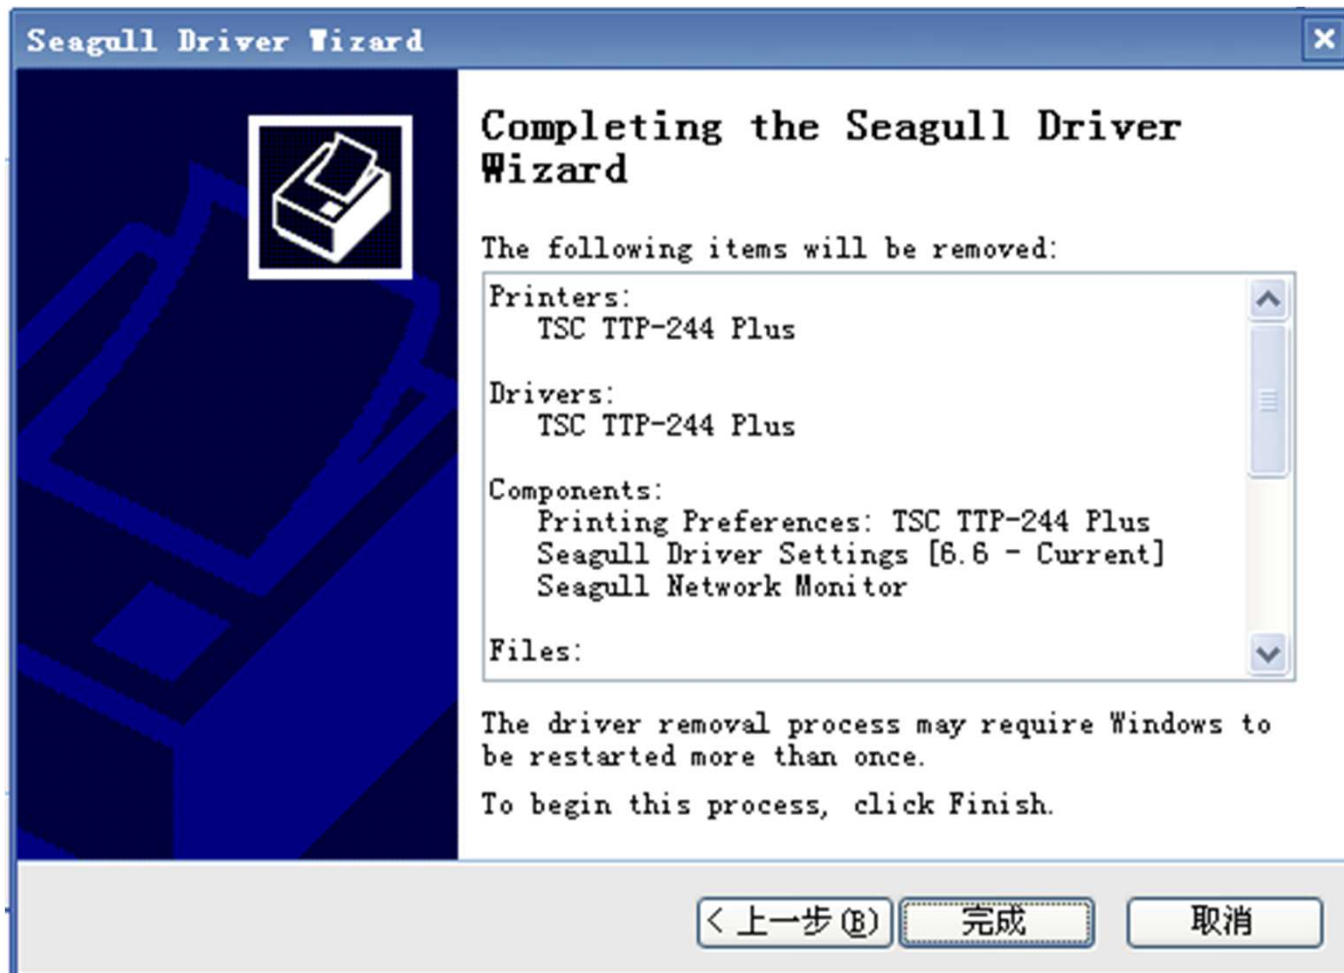 Seagull Driver Wizard
Completing the Seagull Driver
Wizard
The following items will be removed:
Printers:
TSC TTP-244 Plus
Drivers:
TSC TTP-244 Plus
Components:
Printing Preferences: TSC TTP-244 Plus
Seagull Driver Settings [6.6 - Current]
Seagull Network Monitor
Files:
The driver removal process may require Windows to
be restarted more than once.
To begin this process, click Finish.
< 上一步(B) 完成 取消